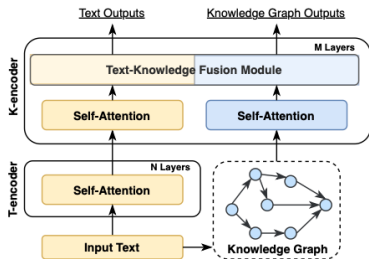 Text Outputs
Knowledge Graph Outputs
M Layers
Text-Knowledge Fusion Module
K-encoder
Self-Attention
Self-Attention
N Layers
Self-Attention
T-encoder
Input Text
Knowledge Graph